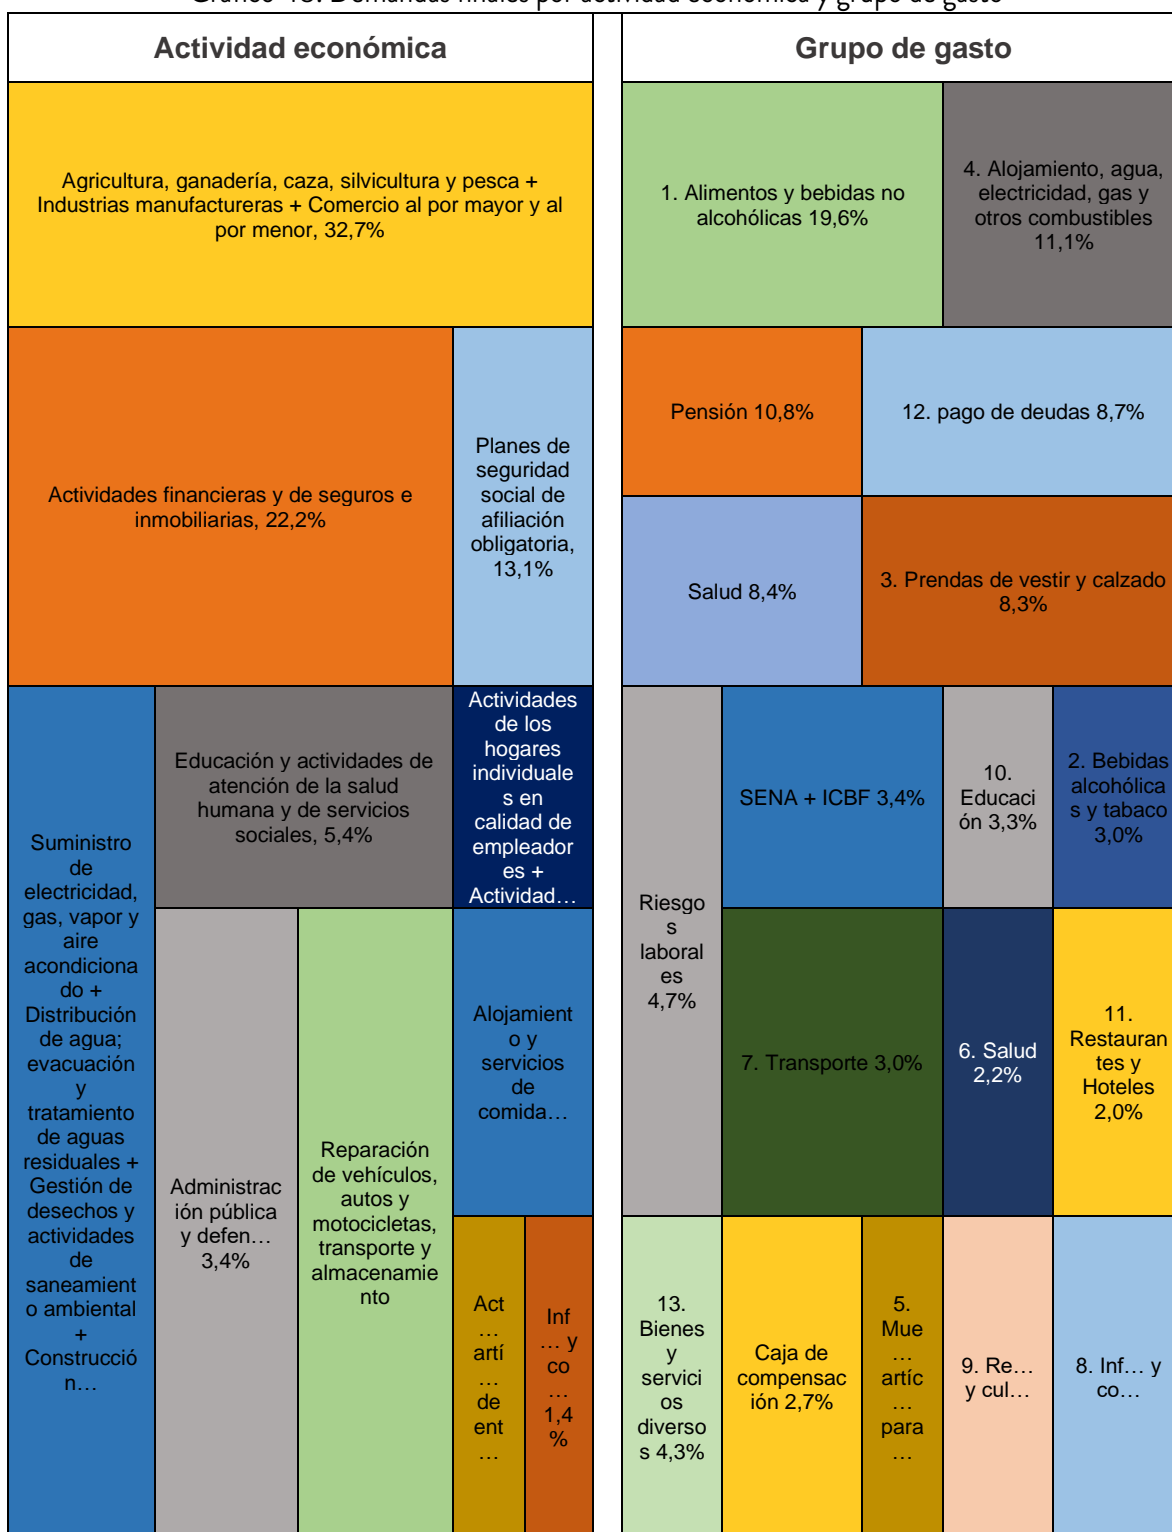 Gráfico 43. Demandas finales por actividad económica y grupo de gasto
Actividad económica
Agricultura, ganadería, caza, silvicultura y pesca +
Industrias manufactureras + Comercio al por mayor y al
por menor, 32,7%
Actividades financieras y de seguros e
inmobiliarias, 22,2%
Planes de
seguridad
social de
afiliación
obligatoria,
13,1%
Suministro
de
electricidad,
gas, vapor y
aire
acondiciona
do +
Distribución
de agua;
evacuación
y
tratamiento
de aguas
residuales +
Gestión de
desechos y
actividades
de
saneamient
o ambiental
+
Construcció
n…
Educación y actividades de
atención de la salud
humana y de servicios
sociales, 5,4%
Actividades
de los
hogares
individuale
s en
calidad de
empleador
es +
Actividad…
Administrac
ión pública
y defen…
3,4%
Reparación
de vehículos,
autos y
motocicletas,
transporte y
almacenamie
nto
Alojamient
o y
servicios
de
comida…
Act
…
artí
…
de
ent
…
Inf
… y
co
…
1,4
%
Grupo de gasto
1. Alimentos y bebidas no
alcohólicas 19,6%
4. Alojamiento, agua,
electricidad, gas y
otros combustibles
11,1%
Pensión 10,8%
12. pago de deudas 8,7%
Salud 8,4%
3. Prendas de vestir y calzado
8,3%
Riesgo
s
laboral
es
4,7%
SENA + ICBF 3,4%
10.
Educaci
ón 3,3%
2. Bebidas
alcohólica
s y tabaco
3,0%
7. Transporte 3,0%
6. Salud
2,2%
11.
Restauran
tes y
Hoteles
2,0%
13.
Bienes
y
servici
os
diverso
s 4,3%
Caja de
compensac
ión 2,7%
5.
Mue
…
artíc
…
para
…
9. Re…
y cul…
8. Inf… y
co…